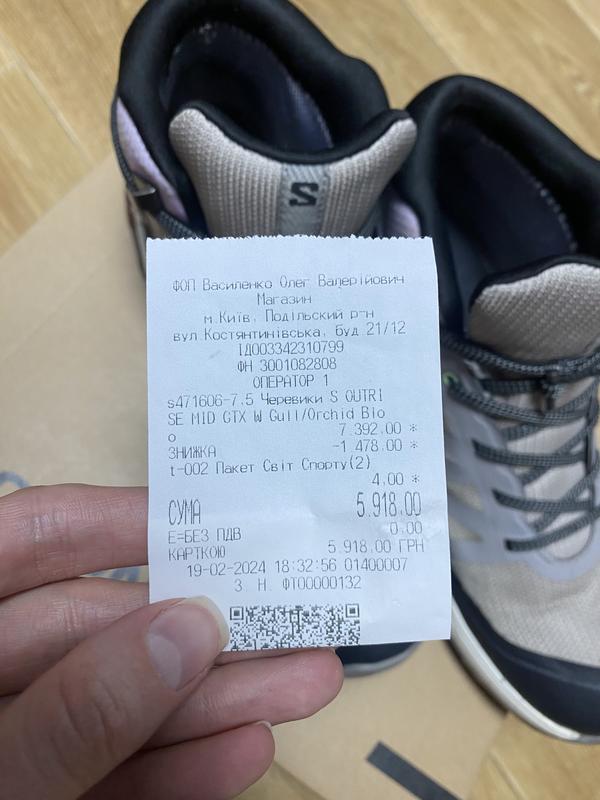 S
ФОП Василенко Олег Валерійович
Магазин
м.Київ, Подільский р-н
вул.Костянтинівська, буд.21/12
ІД003342310799
ФН 3001082808
ОПЕРАТОР 1
s471606-7.5 Черевики S OUTRI
SE MID GTX W Gull/Orchid Bloo
о
7.392.00 *
ЗНИЖКА -1.478.00 *
t-002 Пакет Світ Спорту(2)
4.00 *
СУМА 5.918.00
Е=БЕЗ ПДВ 0.00
КАРТКОЮ 5.918.00 ГРН
19-02-2024 18:32:56 01400007
З. Н. ФТ00000132